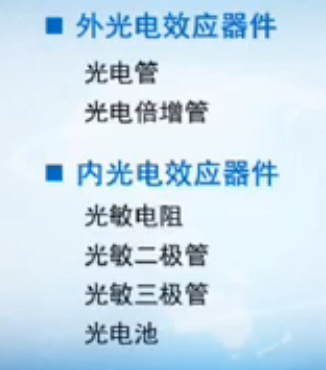 ■ 外光电效应器件
光电管
光电倍增管
■ 内光电效应器件
光敏电阻
光敏二极管
光敏三极管
光电池